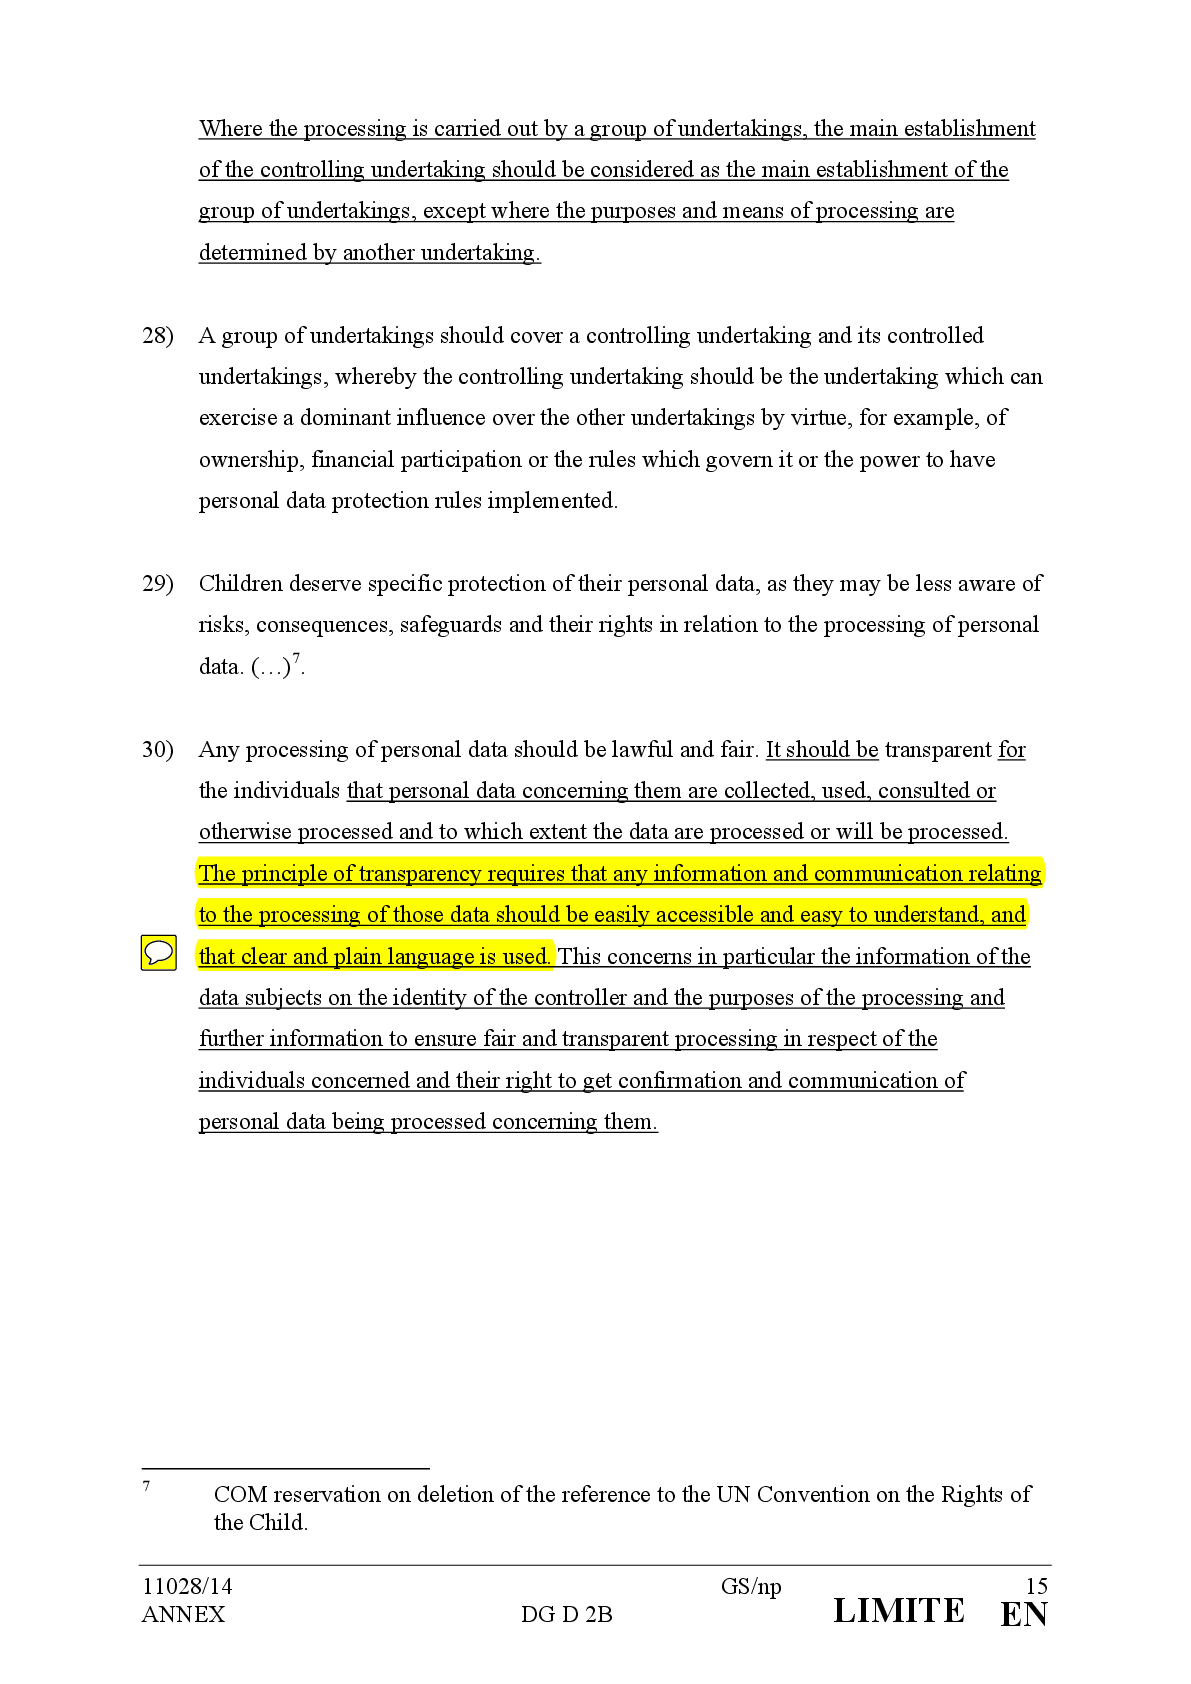 Where the processing is carried out by a group of undertakings, the main establishment
of the controlling undertaking should be considered as the main establishment of the
group of undertakings, except where the purposes and means of processing are
determined by another undertaking.
28) A group of undertakings should cover a controlling undertaking and its controlled
undertakings, whereby the controlling undertaking should be the undertaking which can
exercise a dominant influence over the other undertakings by virtue, for example, of
ownership, financial participation or the rules which govern it or the power to have
personal data protection rules implemented.
29) Children deserve specific protection of their personal data, as they may be less aware of
risks, consequences, safeguards and their rights in relation to the processing of personal
data. (…)7.
30) Any processing of personal data should be lawful and fair. It should be transparent for
the individuals that personal data concerning them are collected, used, consulted or
otherwise processed and to which extent the data are processed or will be processed.
The principle of transparency requires that any information and communication relating
to the processing of those data should be easily accessible and easy to understand, and
that clear and plain language is used. This concerns in particular the information of the
data subjects on the identity of the controller and the purposes of the processing and
further information to ensure fair and transparent processing in respect of the
individuals concerned and their right to get confirmation and communication of
personal data being processed concerning them.
7 COM reservation on deletion of the reference to the UN Convention on the Rights of
the Child.
11028/14 GS/np 15
ANNEX DG D 2B LIMITE EN